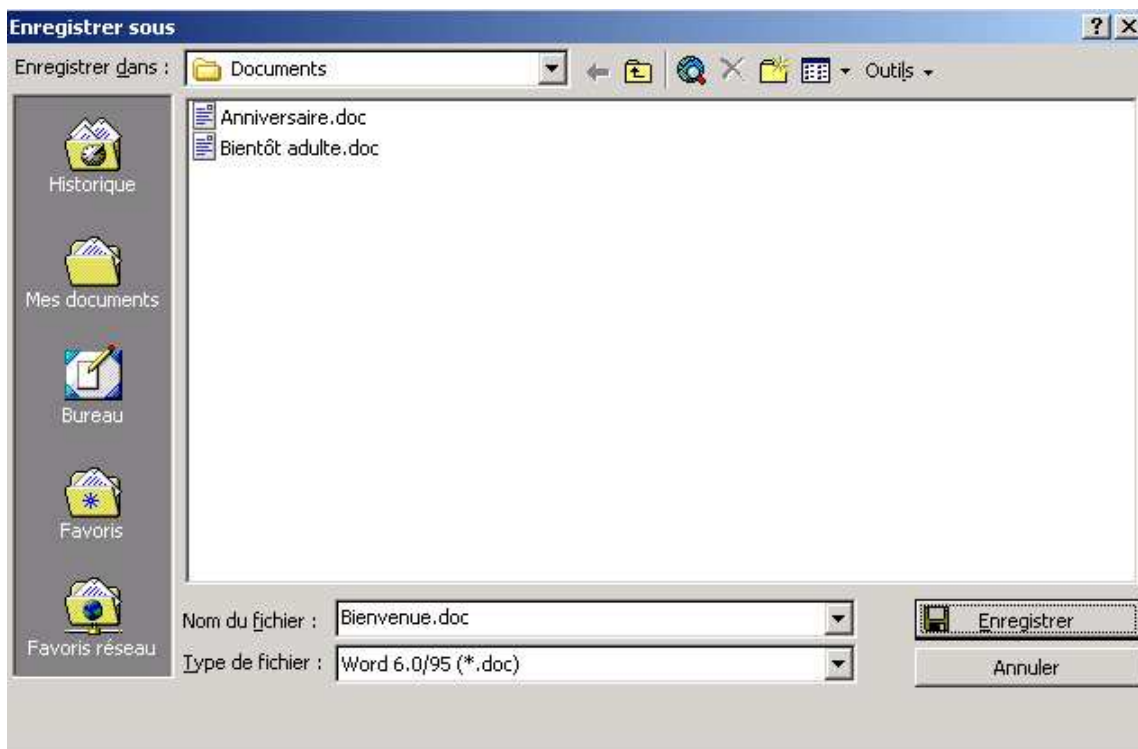 Enregistrer sous
Enregistrer dans : Documents Outils
Anniversaire.doc
Bientôt adulte.doc
Historique
Mes documents
Bureau
Favoris
Favoris réseau
Nom du fichier : Bienvenue.doc Enregistrer
Type de fichier : Word 6.0/95 (*.doc) Annuler